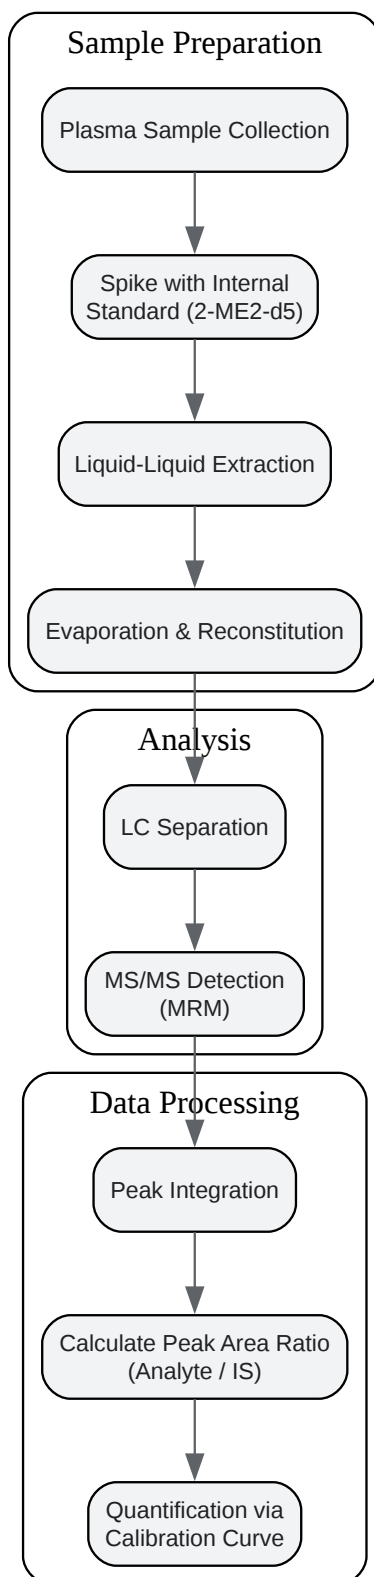 Sample Preparation
Plasma Sample Collection
Spike with Internal
Standard (2-ME2-d5)
Liquid-Liquid Extraction
Evaporation & Reconstitution
Analysis
LC Separation
MS/MS Detection
(MRM)
Data Processing
Peak Integration
Calculate Peak Area Ratio
(Analyte / IS)
Quantification via
Calibration Curve